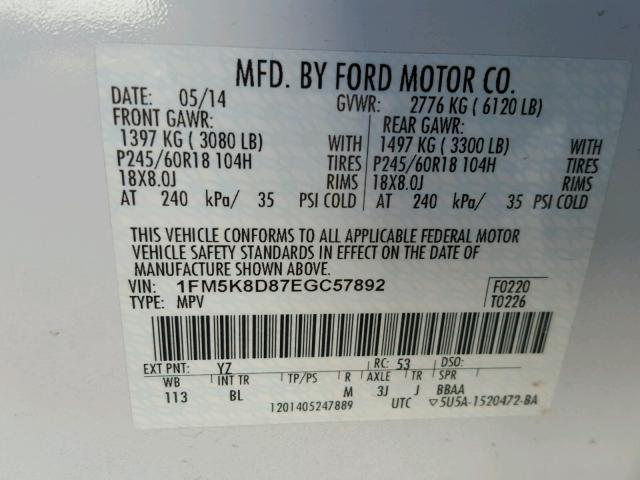 MFD. BY FORD MOTOR CO.
DATE: 05/14 GVWR: 2776 KG ( 6120 LB)
FRONT GAWR: REAR GAWR:
1397 KG ( 3080 LB) WITH 1497 KG ( 3300 LB) WITH
P245/60R18 104H TIRES P245/60R18 104H TIRES
18X8.0J RIMS 18X8.0J RIMS
AT 240 kPa/ 35 PSI COLD AT 240 kPa/ 35 PSI COLD
THIS VEHICLE CONFORMS TO ALL APPLICABLE FEDERAL MOTOR
VEHICLE SAFETY STANDARDS IN EFFECT ON THE DATE OF
MANUFACTURE SHOWN ABOVE.
VIN: 1FM5K8D87EGC57892 F0220
TYPE: MPV T0226
EXT PNT: YZ RC: 53 DSO:
WB INT TR TP/PS R AXLE TR SPR
113 BL M 3J J BBAA
1201405247889 UTC ▽5U5A-1520472-BA